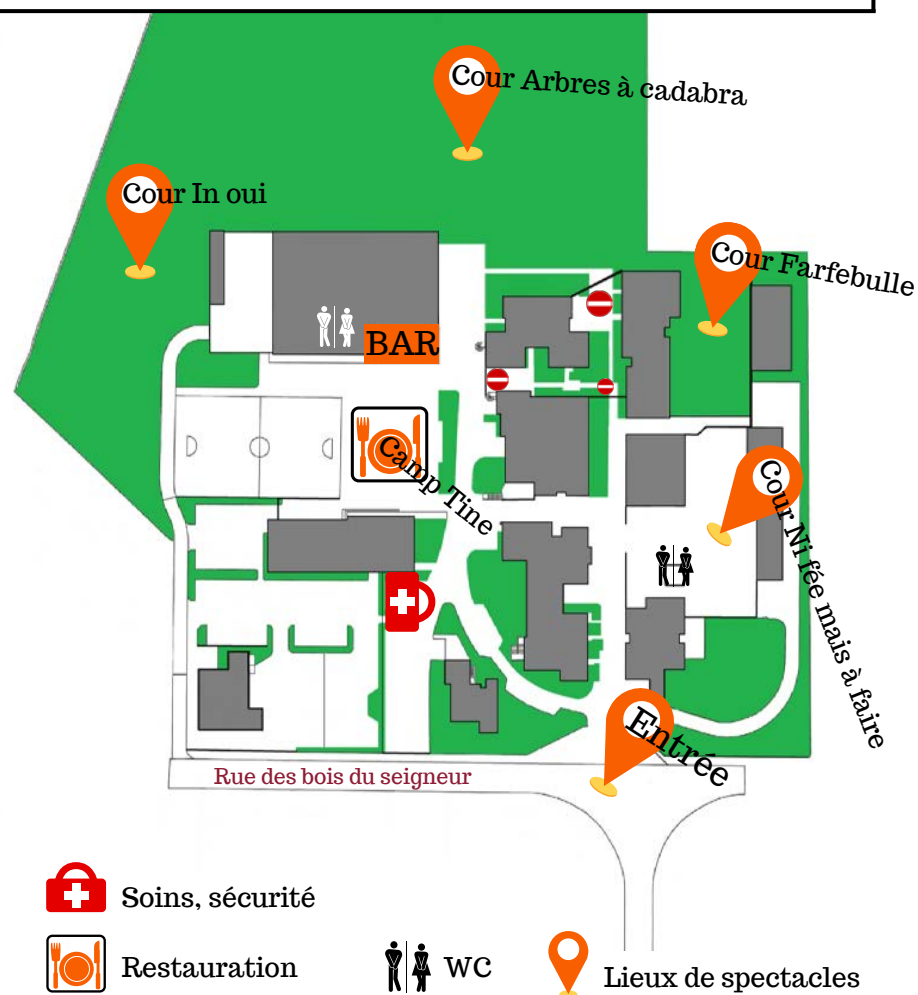 Cour Arbres à cadabra
Cour In oui
Cour Farfebulle
BAR
Camp Tine
Cour Ni fée mais à faire
Entrée
Rue des bois du seigneur
Soins, sécurité
Restauration
WC
Lieux de spectacles